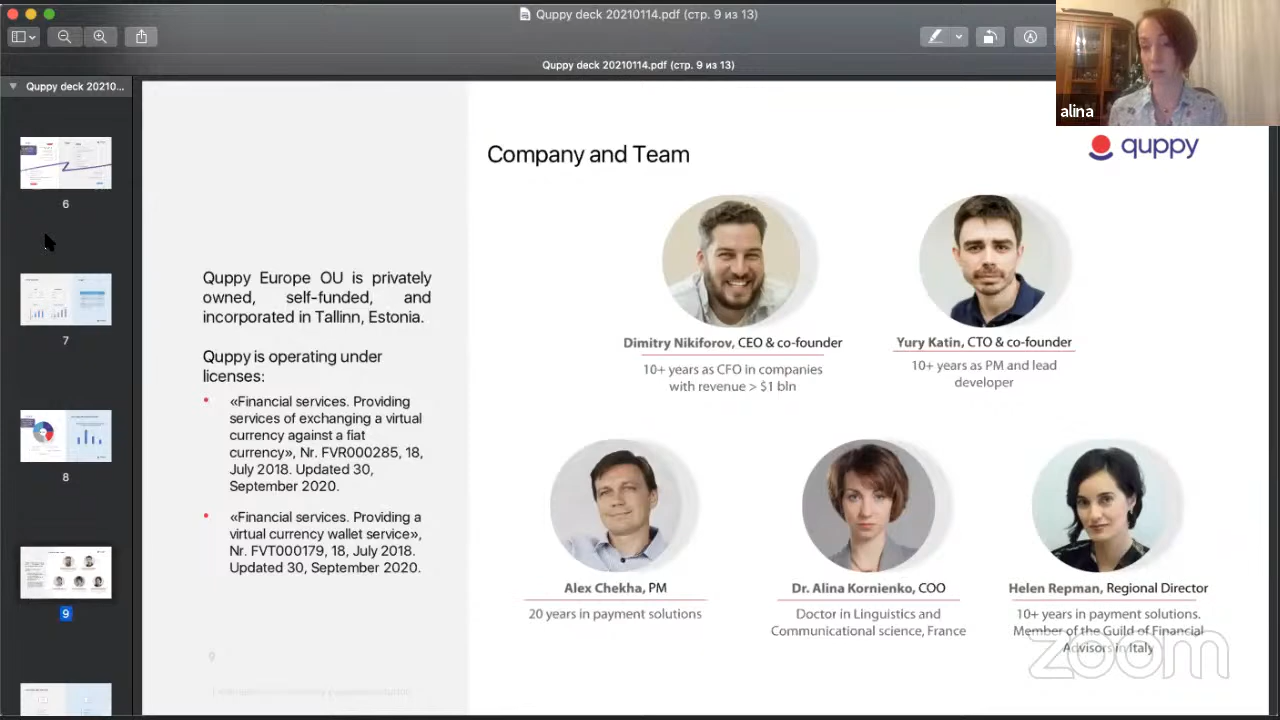 Quppy deck 20210114.pdf (стр. 9 из 13)
Quppy deck 20210114.pdf (стр. 9 из 13)
Quppy deck 20210...
alina
6
7
8
9
quppy
Company and Team
Quppy Europe OU is privately
owned, self-funded, and
incorporated in Tallinn, Estonia.
Quppy is operating under
licenses:
• «Financial services. Providing
services of exchanging a virtual
currency against a fiat
currency», Nr. FVR000285, 18,
July 2018. Updated 30,
September 2020.
• «Financial services. Providing a
virtual currency wallet service»,
Nr. FVT000179, 18, July 2018.
Updated 30, September 2020.
9
Dimitry Nikiforov, CEO & co-founder
10+ years as CFO in companies
with revenue > $1 bln
Yury Katin, CTO & co-founder
10+ years as PM and lead
developer
Alex Chekha, PM
20 years in payment solutions
Dr. Alina Kornienko, COO
Doctor in Linguistics and
Communicational science, France
Helen Repman, Regional Director
10+ years in payment solutions.
Member of the Guild of Financial
Advisors in Italy
zoom